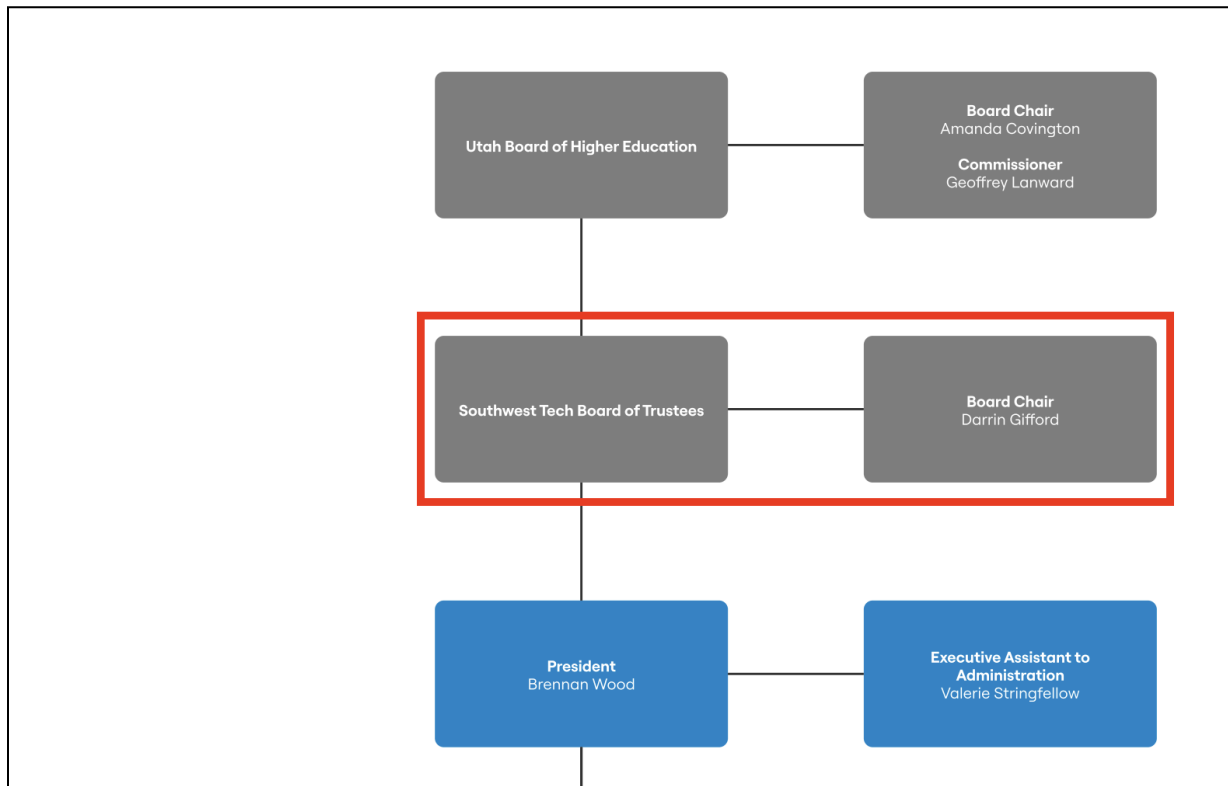 Utah Board of Higher Education
Board Chair
Amanda Covington
Commissioner
Geoffrey Lanward
Southwest Tech Board of Trustees
Board Chair
Darrin Gifford
President
Brennan Wood
Executive Assistant to
Administration
Valerie Stringfellow